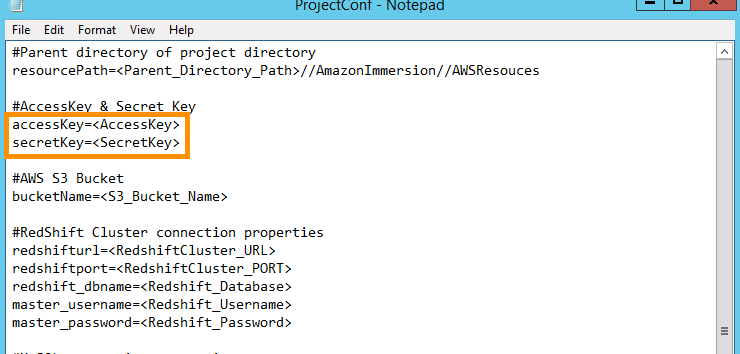 ProjectConf - Notepad
File Edit Format View Help
#Parent directory of project directory
resourcePath=<Parent_Directory_Path>//AmazonImmersion//AWSResouces
#AccessKey & Secret Key
accessKey=<AccessKey>
secretKey=<SecretKey>
#AWS S3 Bucket
bucketName=<S3_Bucket_Name>
#RedShift Cluster connection properties
redshifturl=<RedshiftCluster_URL>
redshiftport=<RedshiftCluster_PORT>
redshift_dbname=<Redshift_Database>
master_username=<Redshift_Username>
master_password=<Redshift_Password>